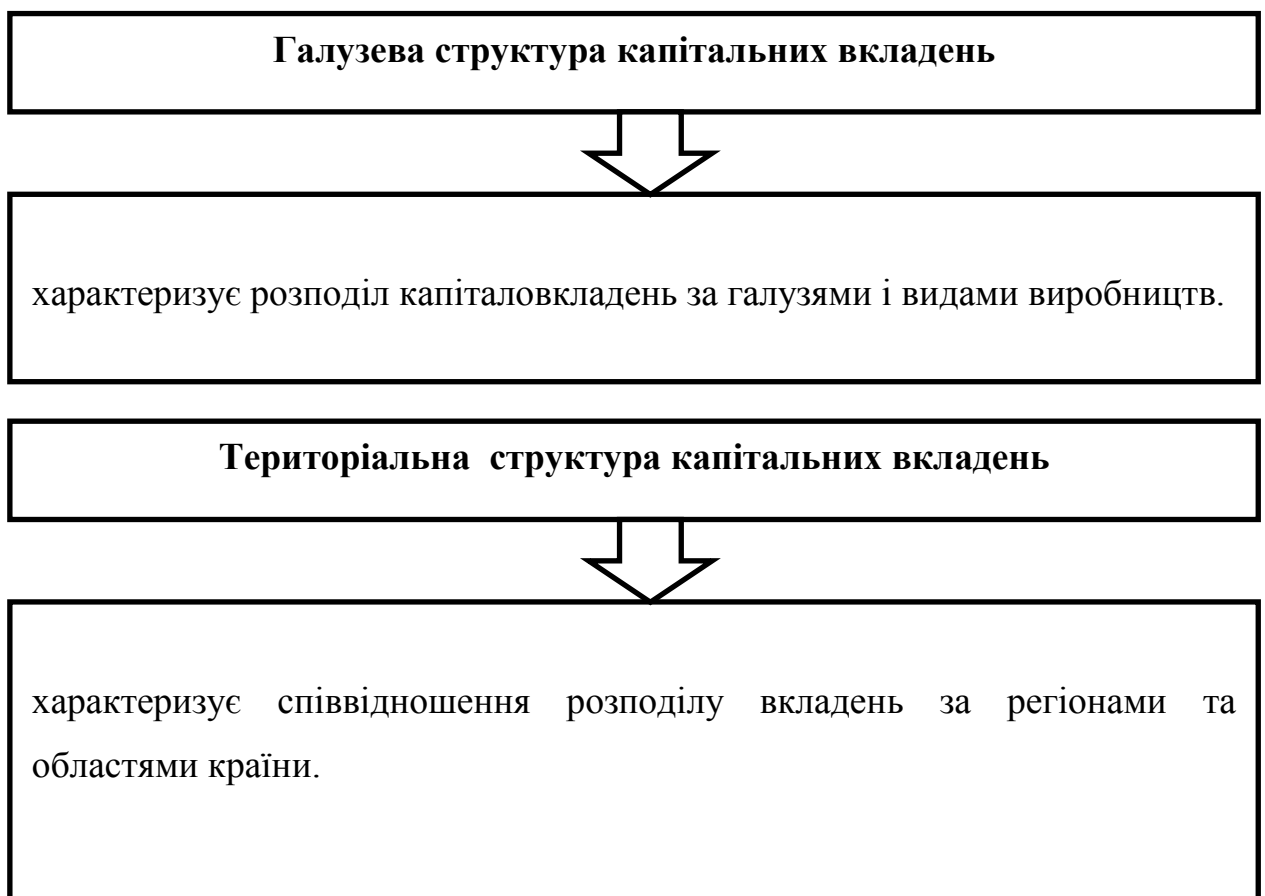 Галузева структура капітальних вкладень
характеризує розподіл капіталовкладень за галузями і видами виробництв.
Територіальна структура капітальних вкладень
характеризує співвідношення розподілу вкладень за регіонами та
областями країни.